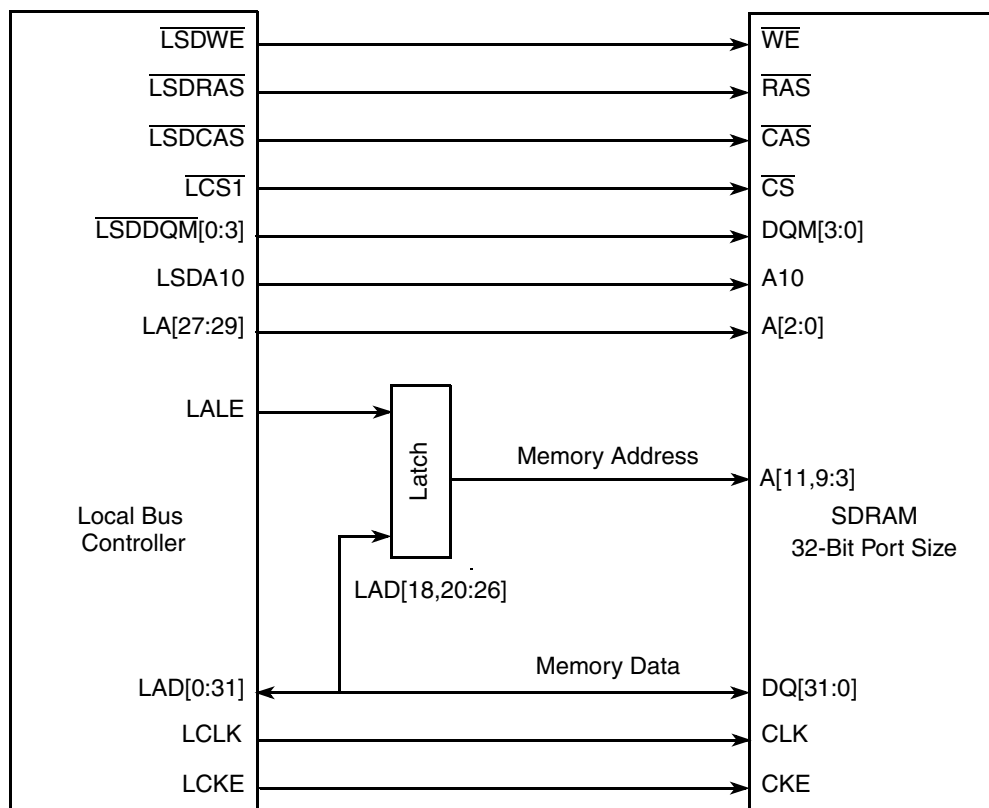 LSDWE WE
LSDRAS RAS
LSDCAS CAS
LCS1 CS
LSDDQM[0:3] DQM[3:0]
LSDA10 A10
LA[27:29] A[2:0]
LALE
Latch
Memory Address
A[11,9:3]
Local Bus
Controller
SDRAM
32-Bit Port Size
LAD[18,20:26]
Memory Data
LAD[0:31] DQ[31:0]
LCLK CLK
LCKE CKE